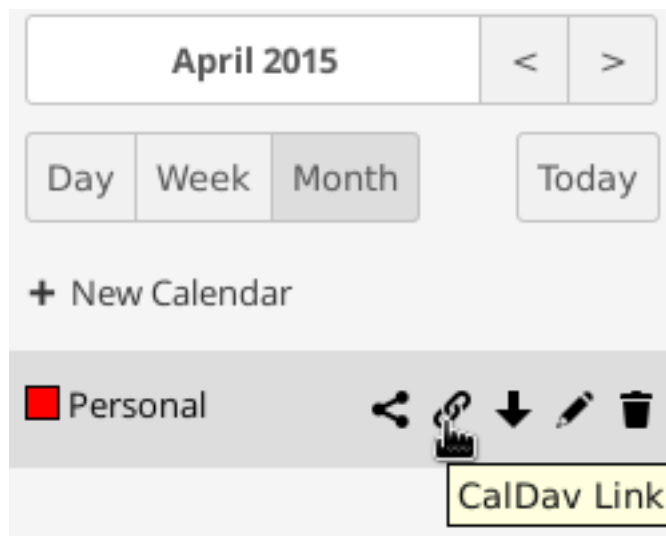 April 2015 < >
Day Week Month Today
+ New Calendar
Personal
CalDav Link